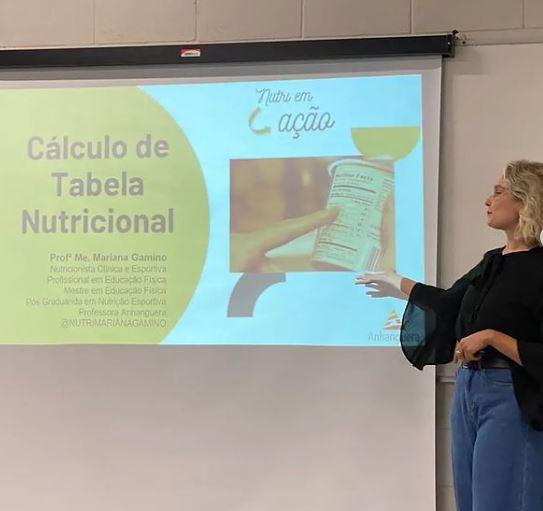 Nutri em
ação
Cálculo de
Tabela
Nutricional
Nutrition Facts
Profª Me. Mariana Gamino
Nutricionista Clínica e Esportiva
Profissional em Educação Física
Mestre em Educação Física
Pós Graduanda em Nutrição Esportiva
Professora Anhanguera
@NUTRIMARIANAGAMINO
Anhanguera